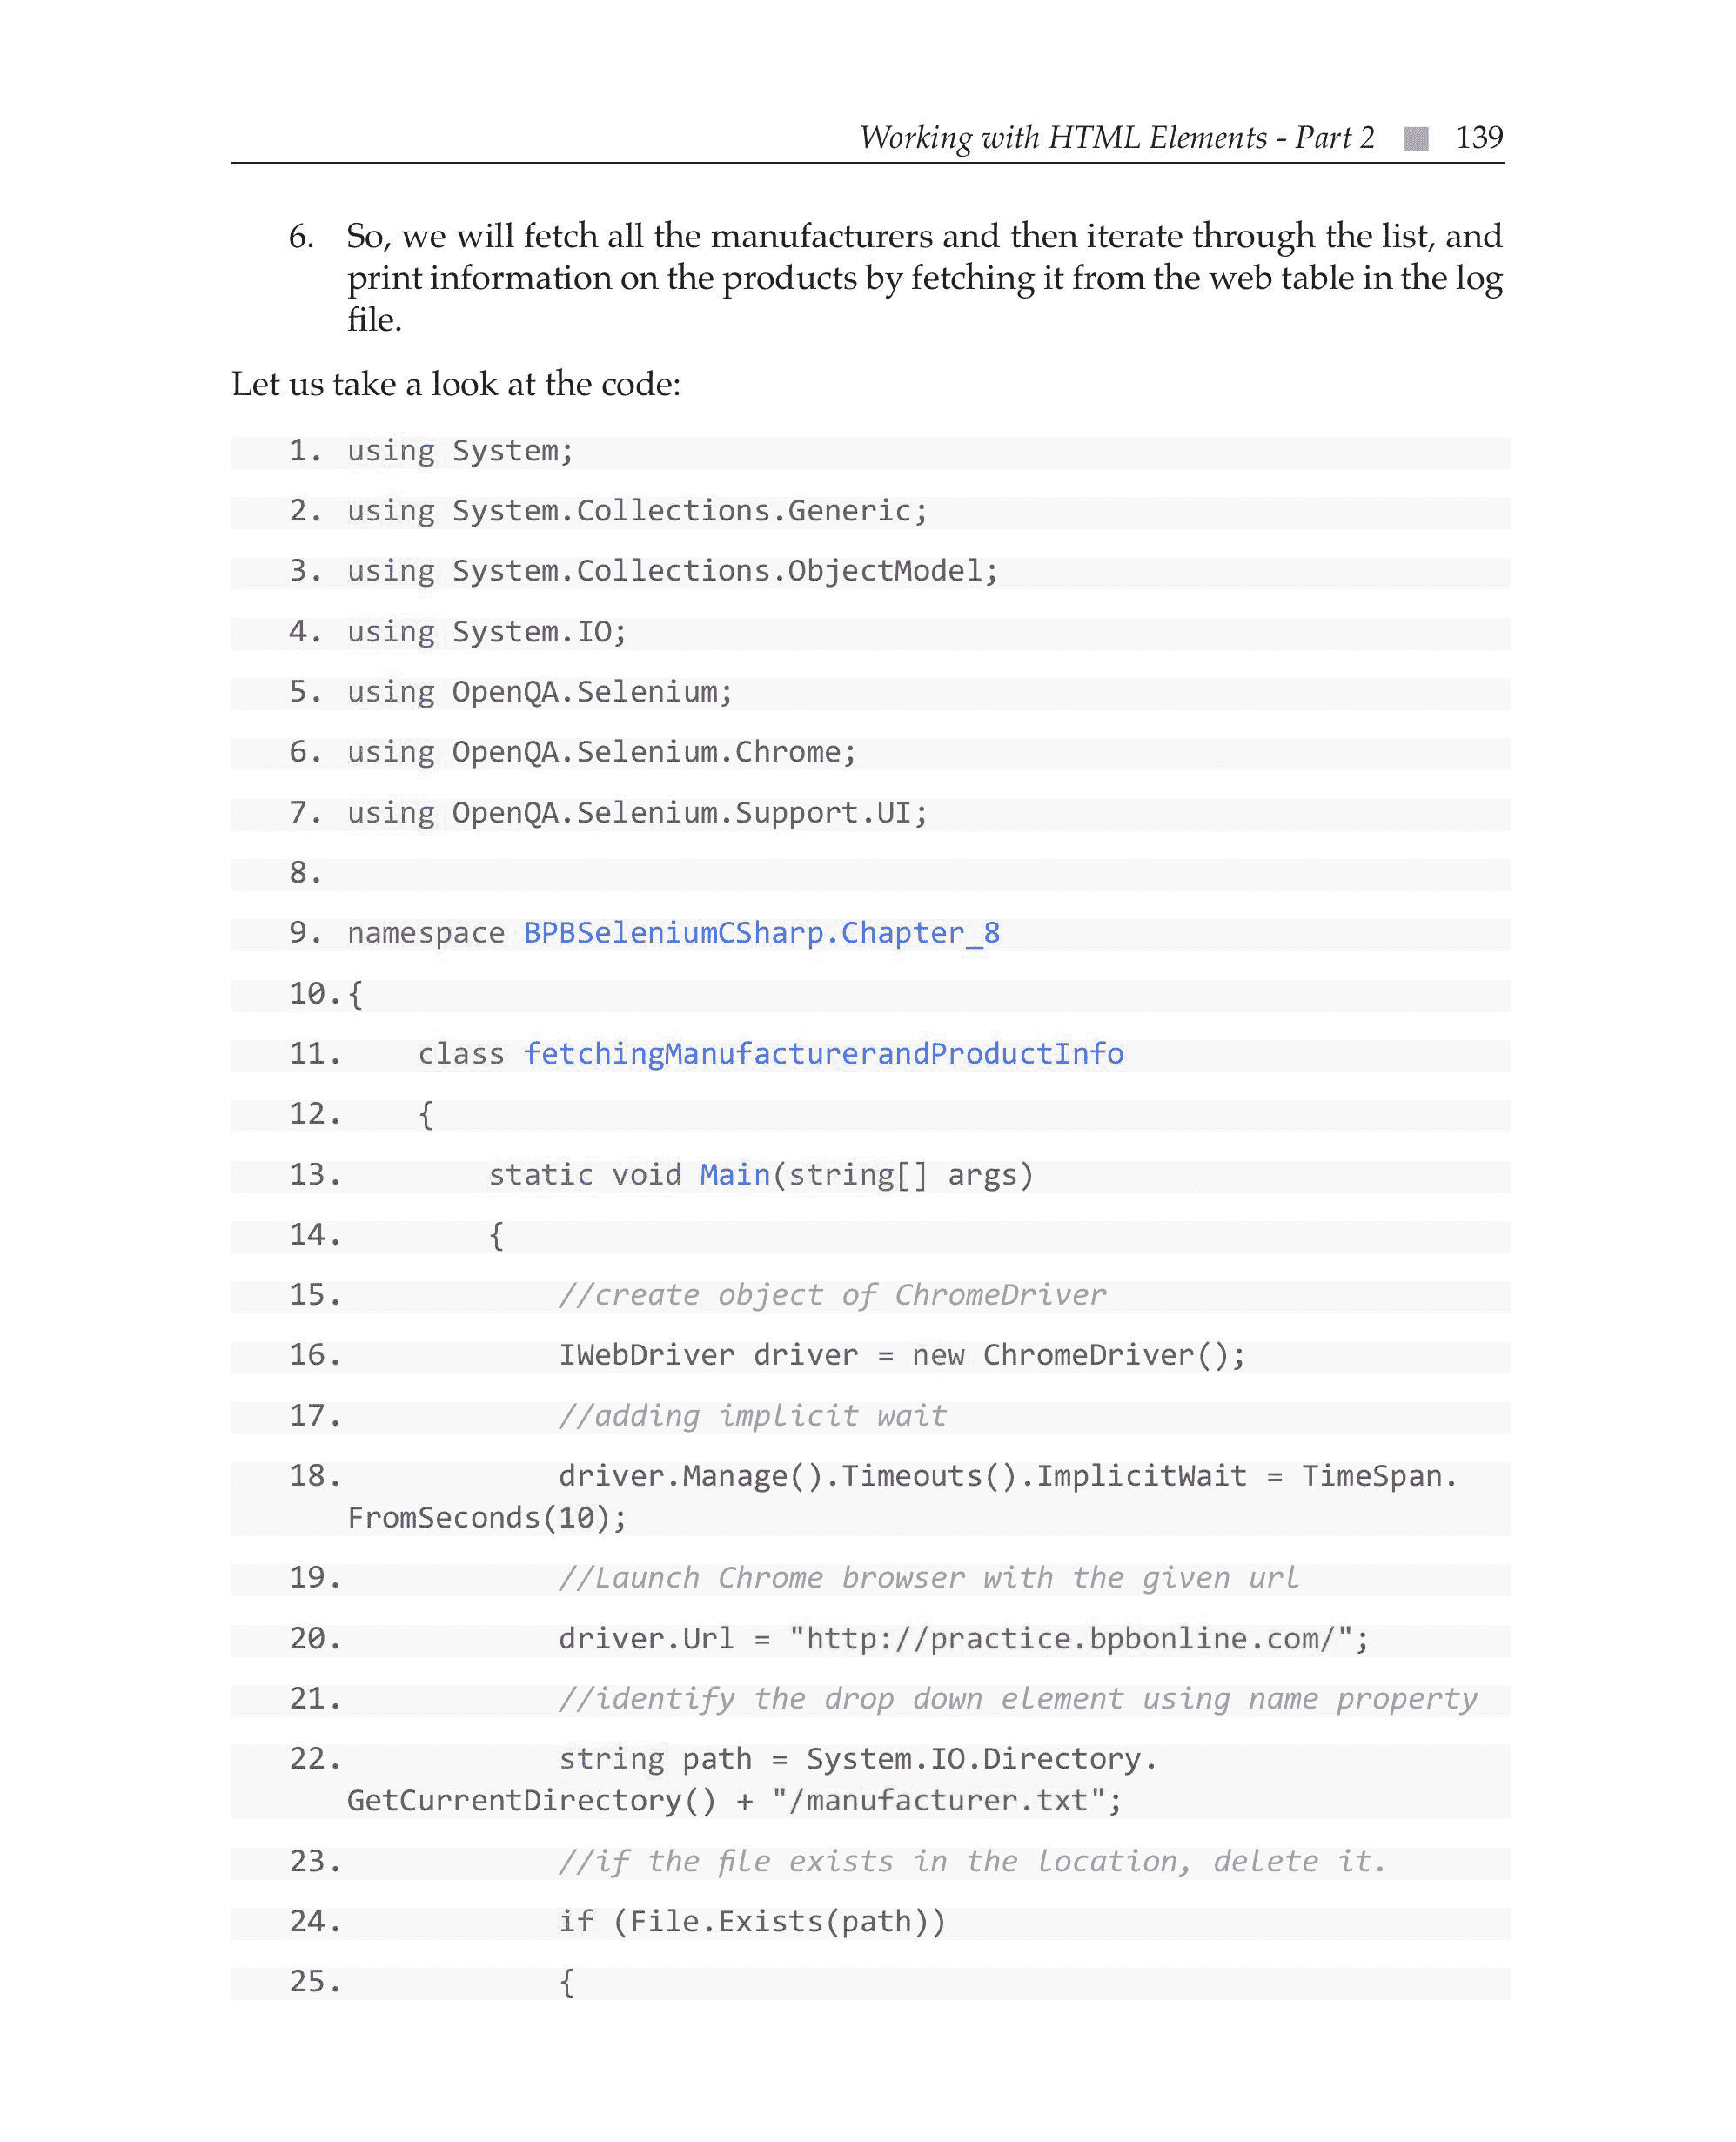 Working with HTML Elements - Part 2 139
6. So, we will fetch all the manufacturers and then iterate through the list, and
print information on the products by fetching it from the web table in the log
file.
Let us take a look at the code:
1. using System;
2. using System.Collections.Generic;
3. using System.Collections.ObjectModel;
4. using System.IO;
5. using OpenQA.Selenium;
6. using OpenQA.Selenium.Chrome;
7. using OpenQA.Selenium.Support.UI;
8.
9. namespace BPBSeleniumCSharp.Chapter_8
10. {
11. class fetchingManufacturerandProductInfo
12. {
13. static void Main(string[] args)
14. {
15. //create object of ChromeDriver
16. IWebDriver driver = new ChromeDriver();
17. //adding implicit wait
18. driver.Manage().Timeouts().ImplicitWait = TimeSpan.
FromSeconds(10);
19. //Launch Chrome browser with the given url
20. driver.Url = "http://practice.bpbonline.com/";
21. //identify the drop down element using name property
22. string path = System.IO.Directory.
GetCurrentDirectory() + "/manufacturer.txt";
23. //if the file exists in the location, delete it.
24. if (File.Exists(path))
25. {